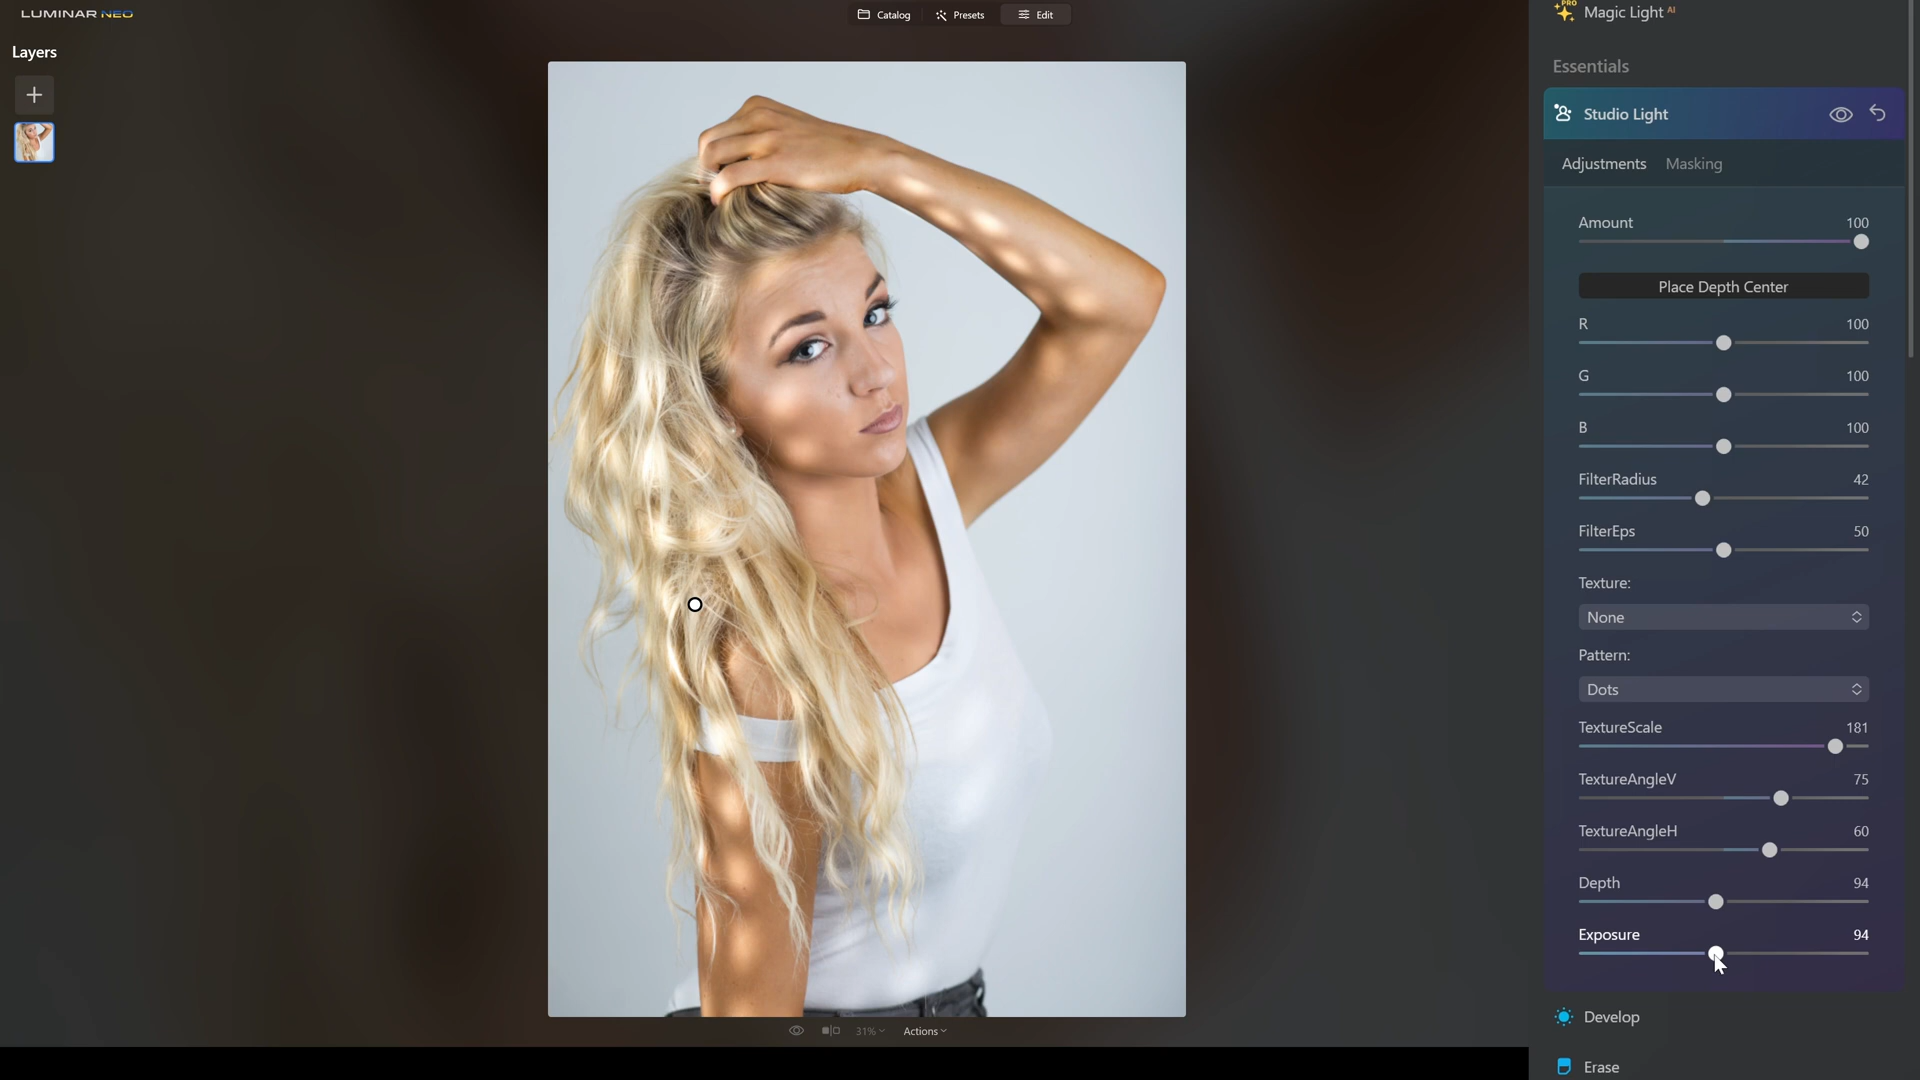 LUMINAR NEO
Catalog
Presets
Edit
Layers
PRO
Magic Light AI
Essentials
Studio Light
Adjustments Masking
Amount 100
Place Depth Center
R 100
G 100
B 100
FilterRadius 42
FilterEps 50
Texture:
None
Pattern:
Dots
TextureScale 181
TextureAngleV 75
TextureAngleH 60
Depth 94
Exposure 94
31% Actions
Develop
Erase